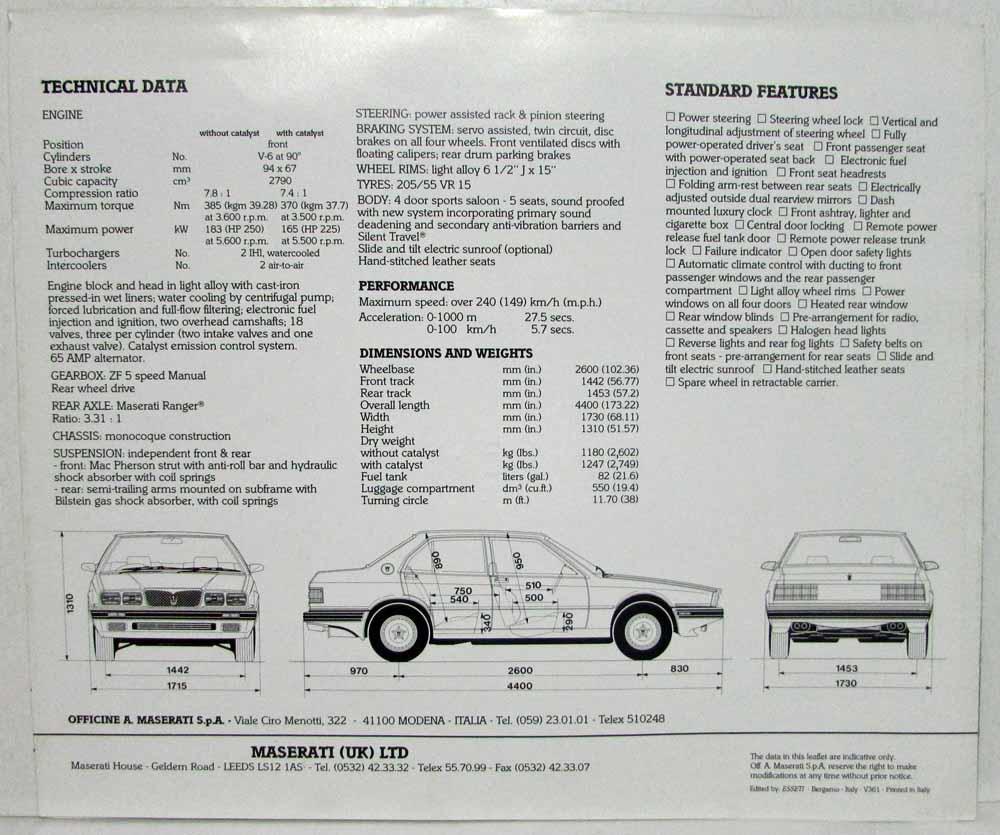 TECHNICAL DATA
ENGINE
without catalyst with catalyst
Position front
Cylinders No. V-6 at 90°
Bore x stroke mm 94 x 67
Cubic capacity cm³ 2790
Compression ratio 7.8 : 1 7.4 : 1
Maximum torque Nm 385 (kgm 39.28) 370 (kgm 37.7)
at 3.600 r.p.m. at 3.500 r.p.m.
Maximum power kW 183 (HP 250) 165 (HP 225)
at 5.600 r.p.m. at 5.500 r.p.m.
Turbochargers No. 2 IHI, watercooled
Intercoolers No. 2 air-to-air
Engine block and head in light alloy with cast-iron
pressed-in wet liners; water cooling by centrifugal pump;
forced lubrication and full-flow filtering; electronic fuel
injection and ignition, two overhead camshafts; 18
valves, three per cylinder (two intake valves and one
exhaust valve). Catalyst emission control system.
65 AMP alternator.
GEARBOX: ZF 5 speed Manual
Rear wheel drive
REAR AXLE: Maserati Ranger®
Ratio: 3.31 : 1
CHASSIS: monocoque construction
SUSPENSION: independent front & rear
- front: Mac Pherson strut with anti-roll bar and hydraulic
shock absorber with coil springs
- rear: semi-trailing arms mounted on subframe with
Bilstein gas shock absorber, with coil springs
STEERING: power assisted rack & pinion steering
BRAKING SYSTEM: servo assisted, twin circuit, disc
brakes on all four wheels. Front ventilated discs with
floating calipers; rear drum parking brakes
WHEEL RIMS: light alloy 6 1/2" J x 15"
TYRES: 205/55 VR 15
BODY: 4 door sports saloon - 5 seats, sound proofed
with new system incorporating primary sound
deadening and secondary anti-vibration barriers and
Silent Travel®
Slide and tilt electric sunroof (optional)
Hand-stitched leather seats
PERFORMANCE
Maximum speed: over 240 (149) km/h (m.p.h.)
Acceleration: 0-1000 m 27.5 secs.
0-100 km/h 5.7 secs.
DIMENSIONS AND WEIGHTS
Wheelbase mm (in.) 2600 (102.36)
Front track mm (in.) 1442 (56.77)
Rear track mm (in.) 1453 (57.2)
Overall length mm (in.) 4400 (173.22)
Width mm (in.) 1730 (68.11)
Height mm (in.) 1310 (51.57)
Dry weight
without catalyst kg (lbs.) 1180 (2,602)
with catalyst kg (lbs.) 1247 (2,749)
Fuel tank liters (gal.) 82 (21.6)
Luggage compartment dm³ (cu.ft.) 550 (19.4)
Turning circle m (ft.) 11.70 (38)
STANDARD FEATURES
☐ Power steering ☐ Steering wheel lock ☐ Vertical and
longitudinal adjustment of steering wheel ☐ Fully
power-operated driver's seat ☐ Front passenger seat
with power-operated seat back ☐ Electronic fuel
injection and ignition ☐ Front seat headrests
☐ Folding arm-rest between rear seats ☐ Electrically
adjusted outside dual rearview mirrors ☐ Dash
mounted luxury clock ☐ Front ashtray, lighter and
cigarette box ☐ Central door locking ☐ Remote power
release fuel tank door ☐ Remote power release trunk
lock ☐ Failure indicator ☐ Open door safety lights
☐ Automatic climate control with ducting to front
passenger windows and the rear passenger
compartment ☐ Light alloy wheel rims ☐ Power
windows on all four doors ☐ Heated rear window
☐ Rear window blinds ☐ Pre-arrangement for radio,
cassette and speakers ☐ Halogen head lights
☐ Reverse lights and rear fog lights ☐ Safety belts on
front seats - pre-arrangement for rear seats ☐ Slide and
tilt electric sunroof ☐ Hand-stitched leather seats
☐ Spare wheel in retractable carrier.
1310
1442
1715
890
950
750
540
510
500
340
290
970
2600
830
4400
1453
1730
OFFICINE A. MASERATI S.p.A. - Viale Ciro Menotti, 322 - 41100 MODENA - ITALIA - Tel. (059) 23.01.01 - Telex 510248
MASERATI (UK) LTD
Maserati House - Geldern Road - LEEDS LS12 1AS - Tel. (0532) 42.33.32 - Telex 55.70.99 - Fax (0532) 42.33.07
The data in this leaflet are indicative only.
Off. A. Maserati S.p.A. reserve the right to make
modifications at any time without prior notice.
Edited by: ESSETI - Bergamo - Italy - V361 - Printed in Italy